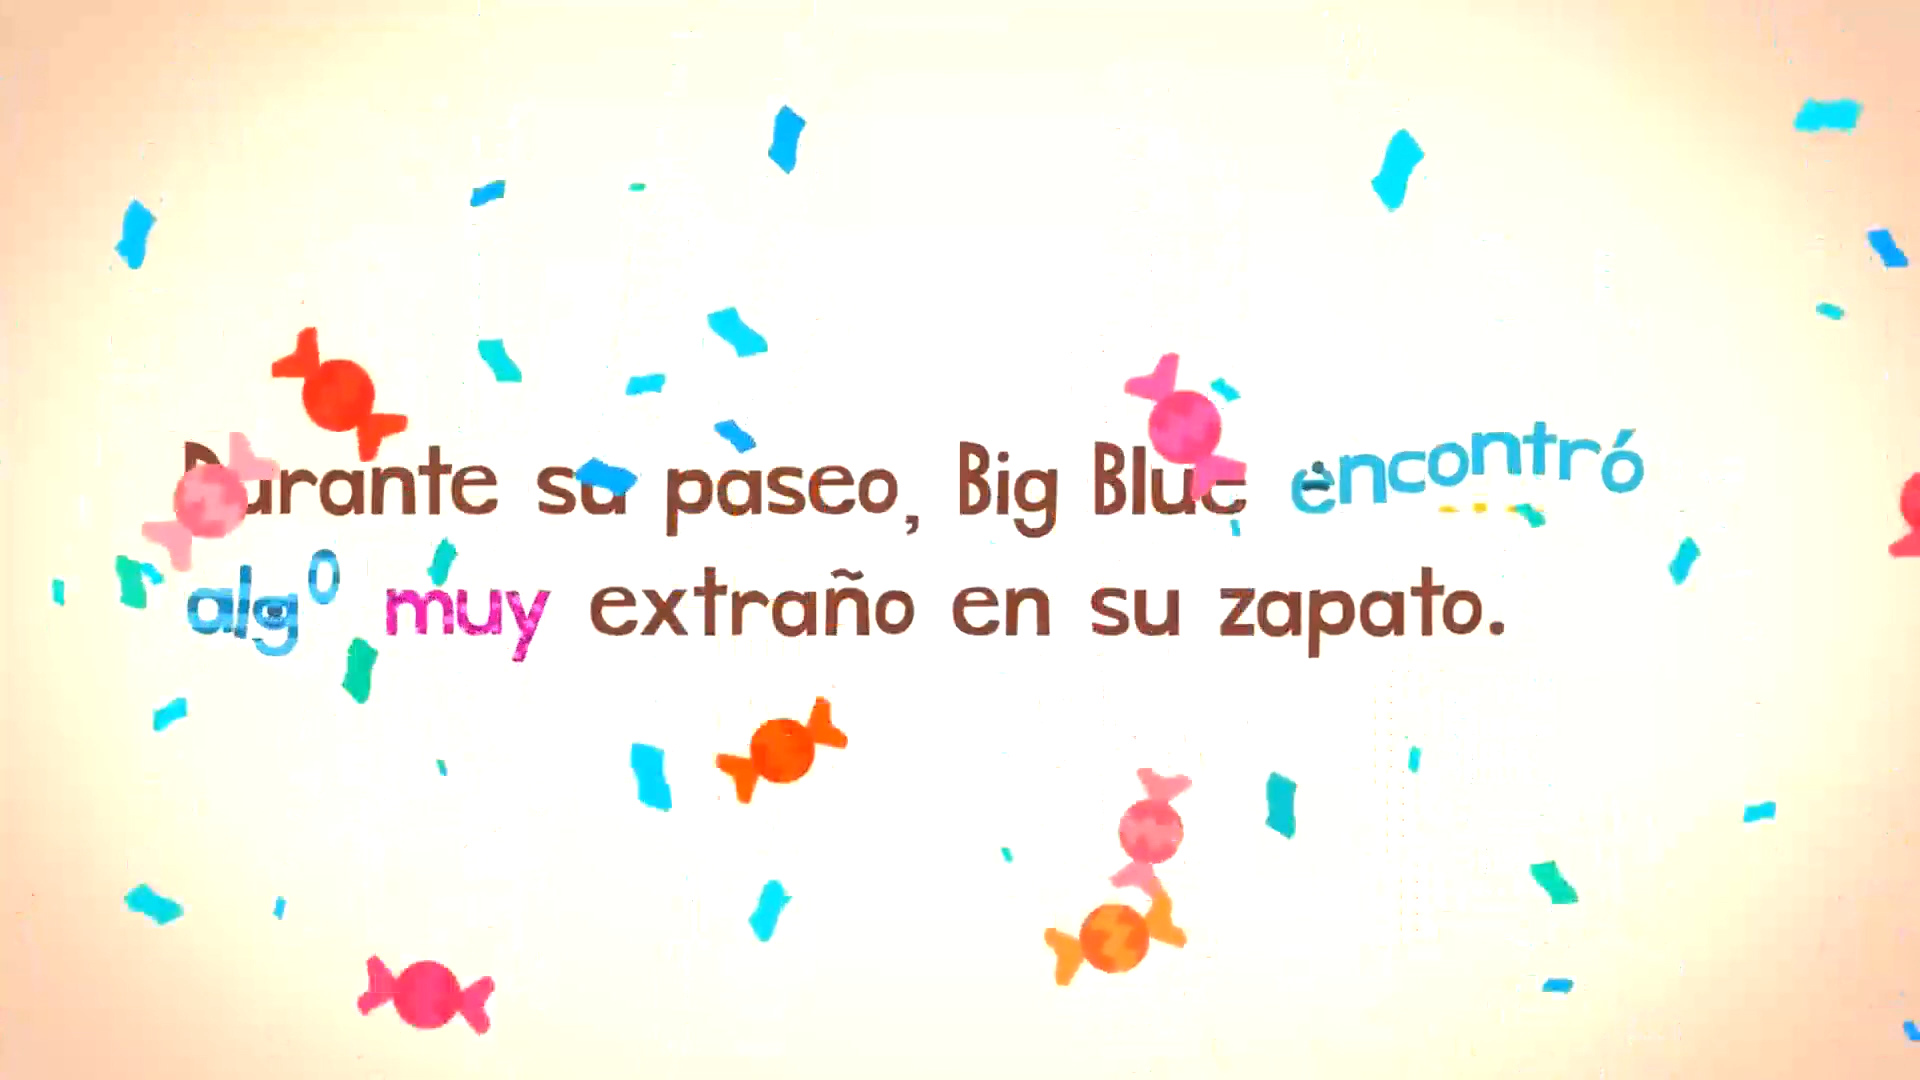 Durante su paseo, Big Blue encontró
algo muy extraño en su zapato.